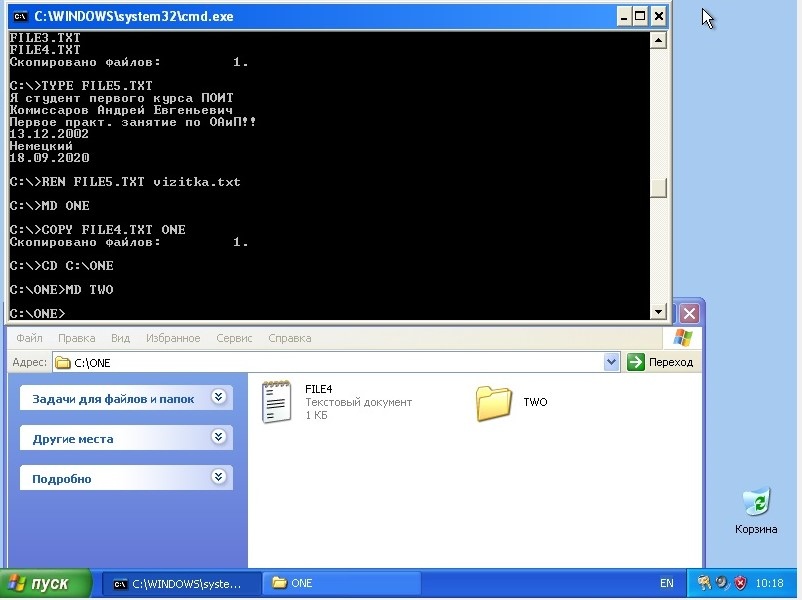 C:\WINDOWS\system32\cmd.exe
FILE3.TXT
FILE4.TXT
Скопировано файлов: 1.
C:\>TYPE FILE5.TXT
Я студент первого курса ПОИТ
Комиссаров Андрей Евгеньевич
Первое практ. занятие по ОАиП!!
13.12.2002
Немецкий
18.09.2020
C:\>REN FILE5.TXT vizitka.txt
C:\>MD ONE
C:\>COPY FILE4.TXT ONE
Скопировано файлов: 1.
C:\>CD C:\ONE
C:\ONE>MD TWO
C:\ONE>
Файл Правка Вид Избранное Сервис Справка
Адрес: C:\ONE Переход
Задачи для файлов и папок
Другие места
Подробно
FILE4
Текстовый документ
1 КБ
TWO
Корзина
пуск C:\WINDOWS\syste... ONE EN 10:18